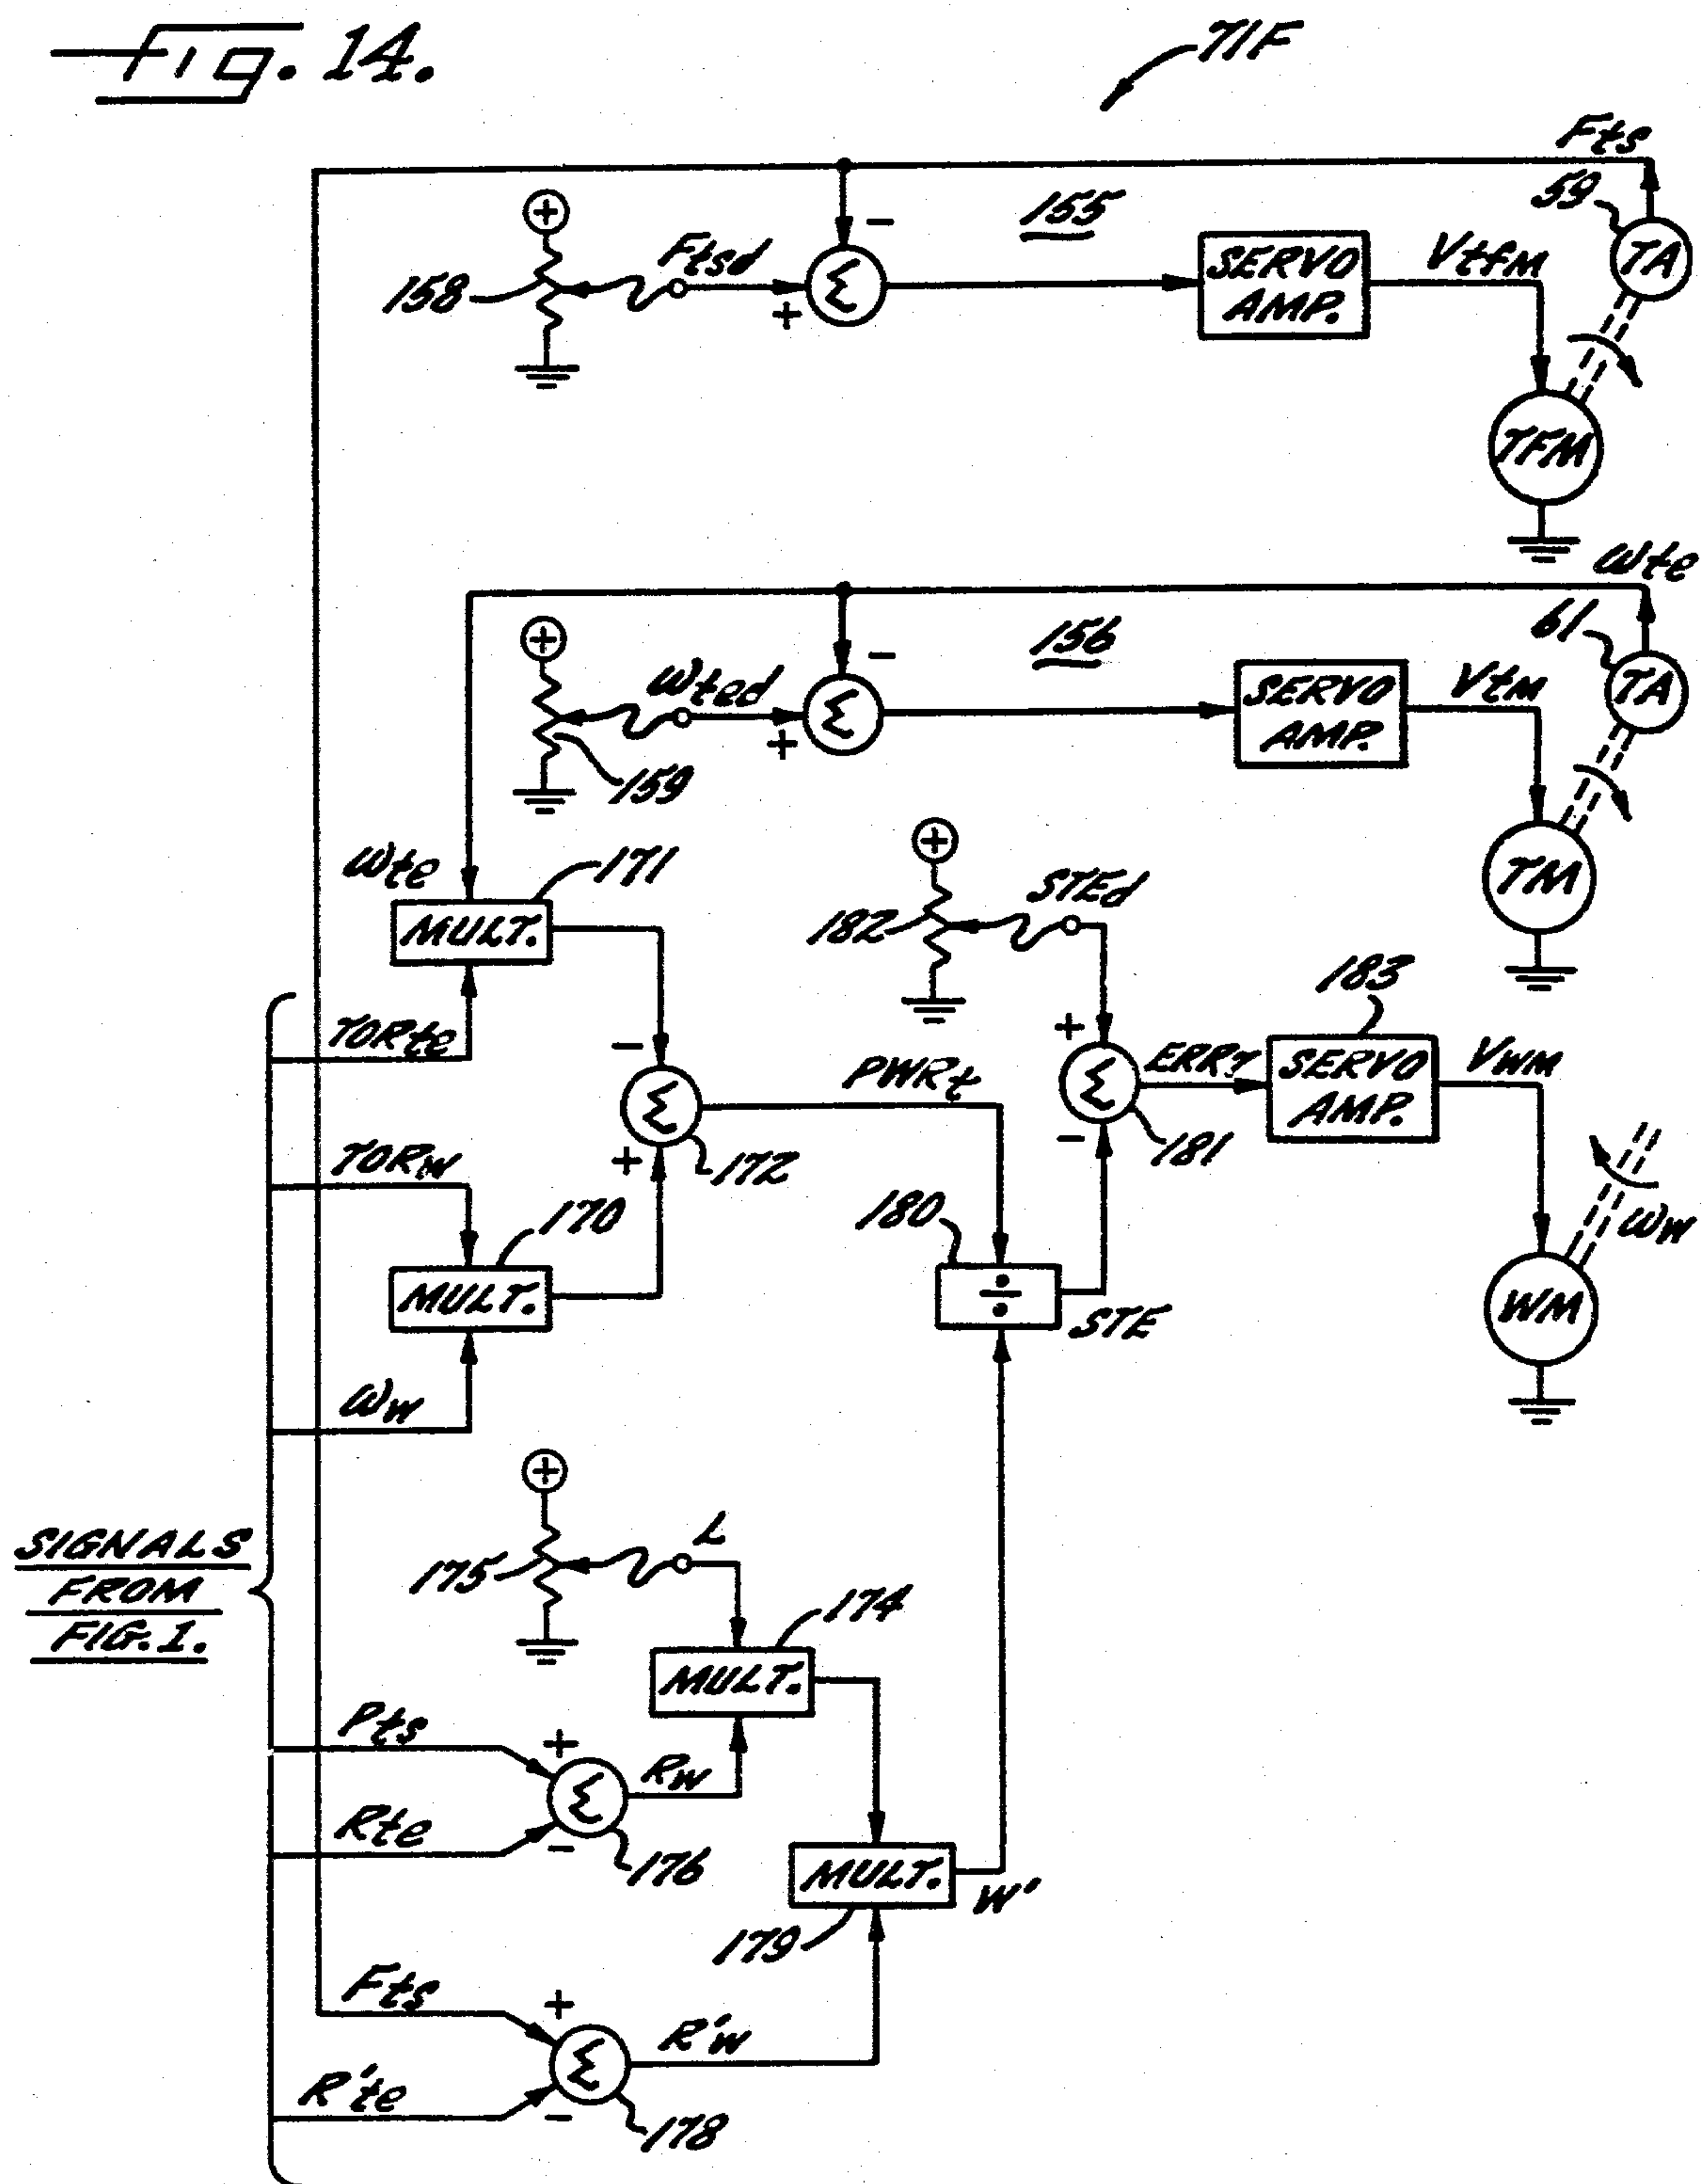 Fig. 14.
71F
Fts
59
TA
+
158
Ftsd
+
−
Σ
155
SERVO
AMP.
VtfM
TFM
ωte
61
TA
+
159
ωted
+
−
Σ
156
SERVO
AMP.
VtM
TM
ωte
171
MULT.
TORte
+
182
STEd
183
+
Σ
−
181
ERR7
SERVO
AMP.
VWM
−
Σ
+
172
PWRt
TORW
170
MULT.
ωW
180
÷
STE
ωW
WM
+
175
L
174
MULT.
SIGNALS
FROM
FIG. 1.
Pts
+
Σ
−
RW
Rte
176
MULT.
W'
179
Fts
+
Σ
−
R'W
R'te
178